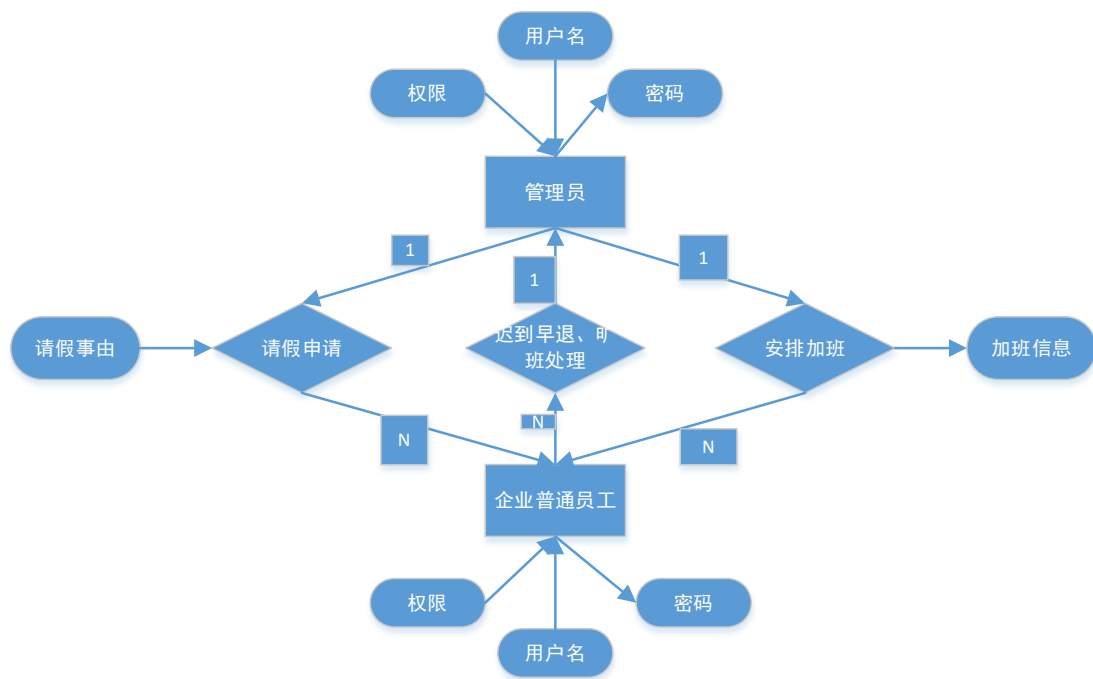 用户名
权限
密码
管理员
1
1
1
请假事由
请假申请
迟到早退、旷
班处理
安排加班
加班信息
N
N
N
企业普通员工
权限
密码
用户名